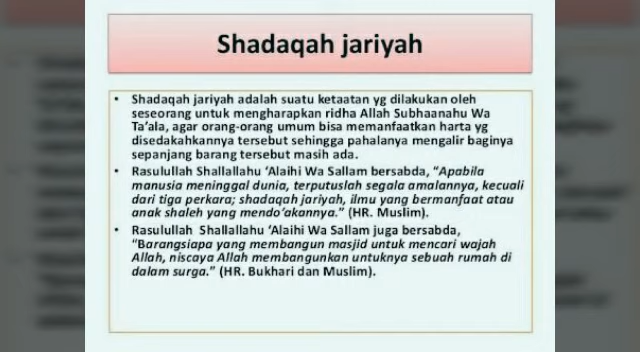 Shadaqah jariyah
• Shadaqah jariyah adalah suatu ketaatan yg dilakukan oleh
seseorang untuk mengharapkan ridha Allah Subhaanahu Wa
Ta'ala, agar orang-orang umum bisa memanfaatkan harta yg
disedakahkannya tersebut sehingga pahalanya mengalir baginya
sepanjang barang tersebut masih ada.
• Rasulullah Shallallahu 'Alaihi Wa Sallam bersabda, "Apabila
manusia meninggal dunia, terputuslah segala amalannya, kecuali
dari tiga perkara; shadaqah jariyah, ilmu yang bermanfaat atau
anak shaleh yang mendo'akannya." (HR. Muslim).
• Rasulullah Shallallahu 'Alaihi Wa Sallam juga bersabda,
"Barangsiapa yang membangun masjid untuk mencari wajah
Allah, niscaya Allah membangunkan untuknya sebuah rumah di
dalam surga." (HR. Bukhari dan Muslim).